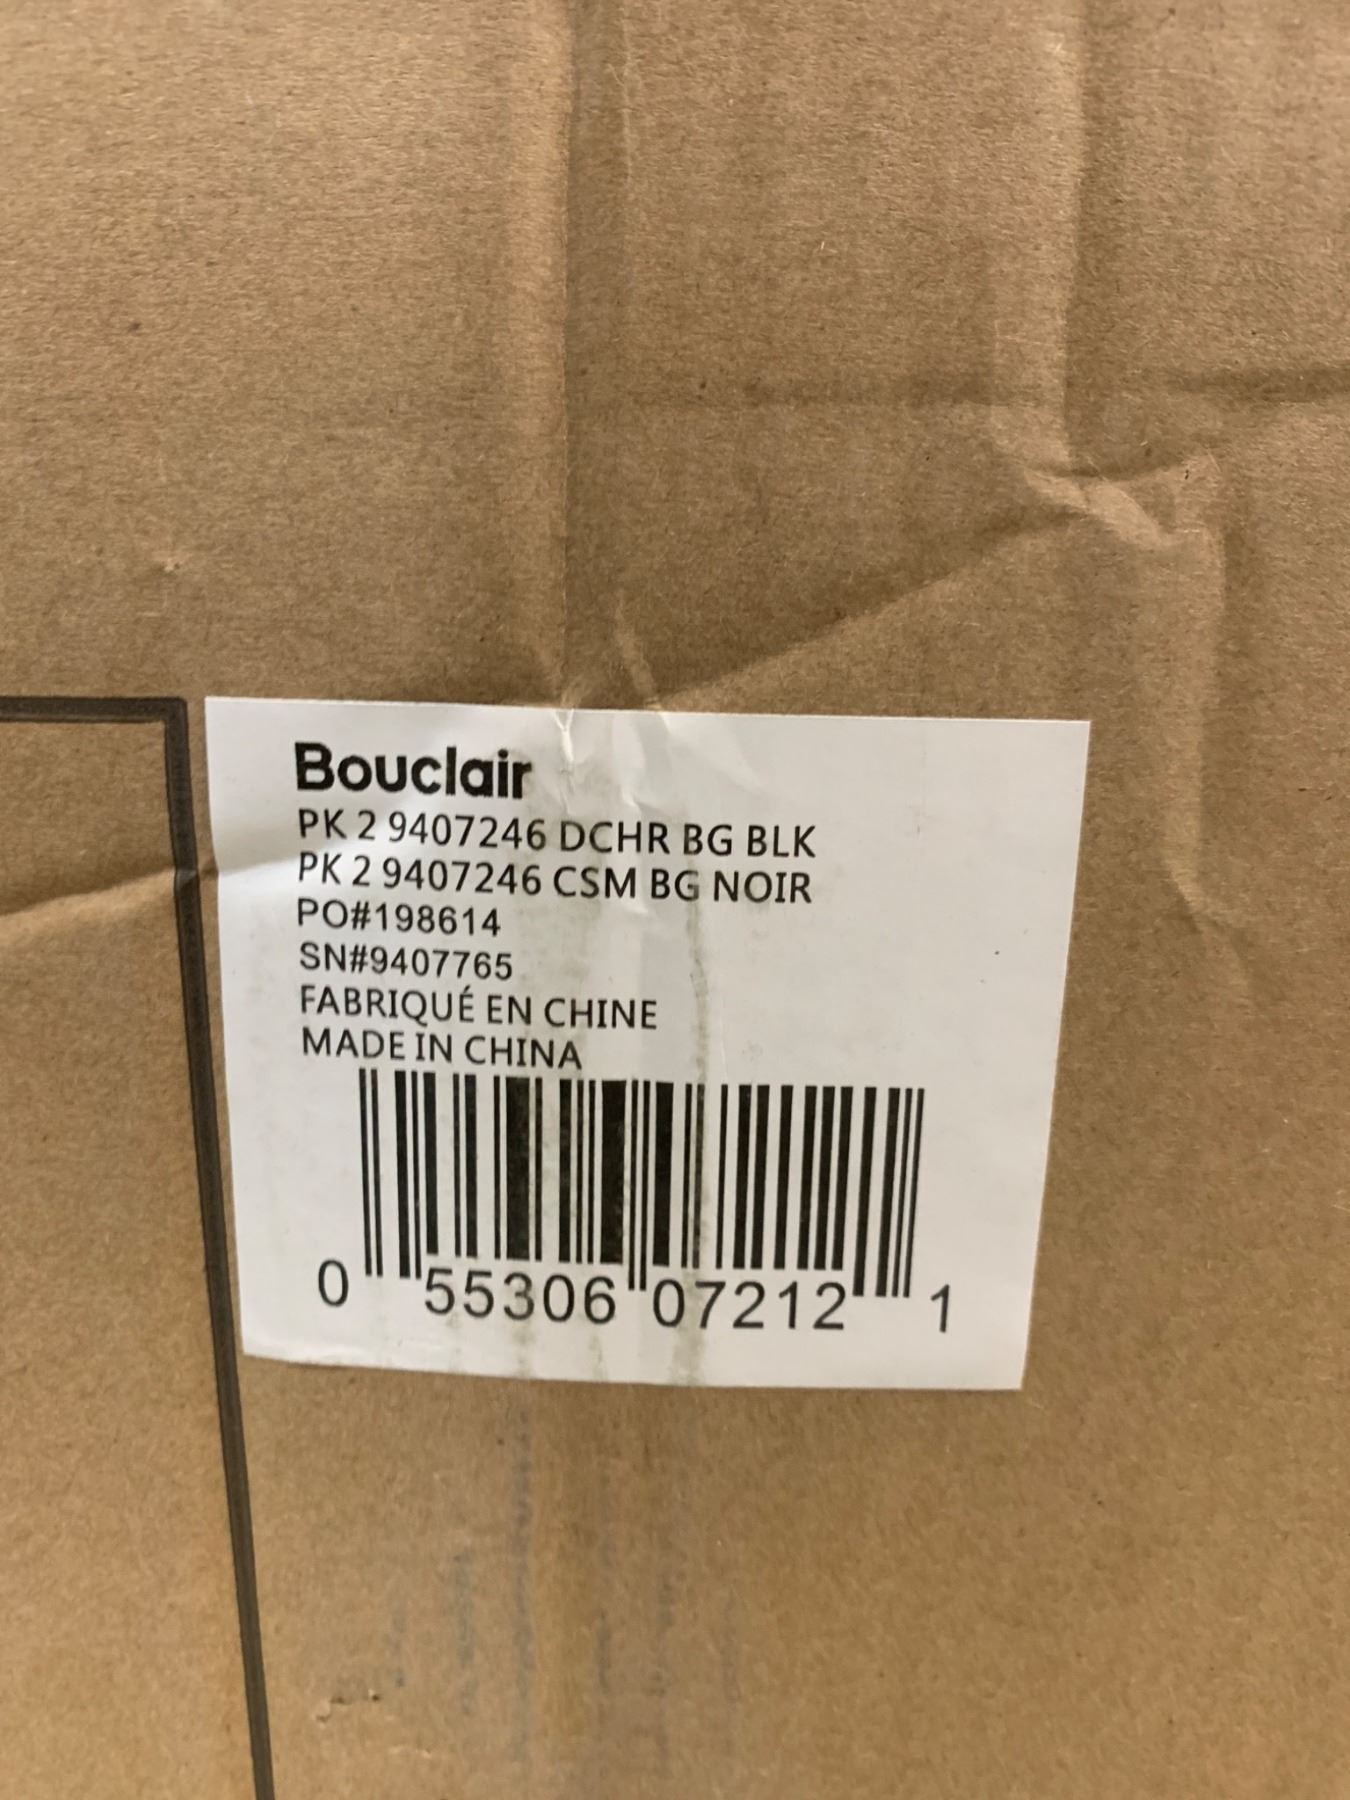 Bouclair
PK 2 9407246 DCHR BG BLK
PK 2 9407246 CSM BG NOIR
PO#198614
SN#9407765
FABRIQUÉ EN CHINE
MADE IN CHINA
0 55306 07212 1